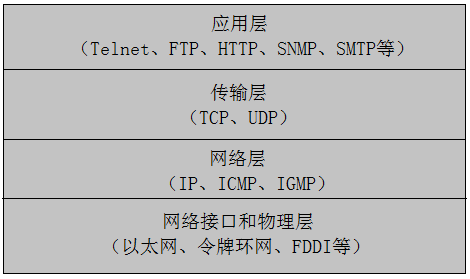 应用层
（Telnet、FTP、HTTP、SNMP、SMTP等）
传输层
（TCP、UDP）
网络层
（IP、ICMP、IGMP）
网络接口和物理层
（以太网、令牌环网、FDDI等）